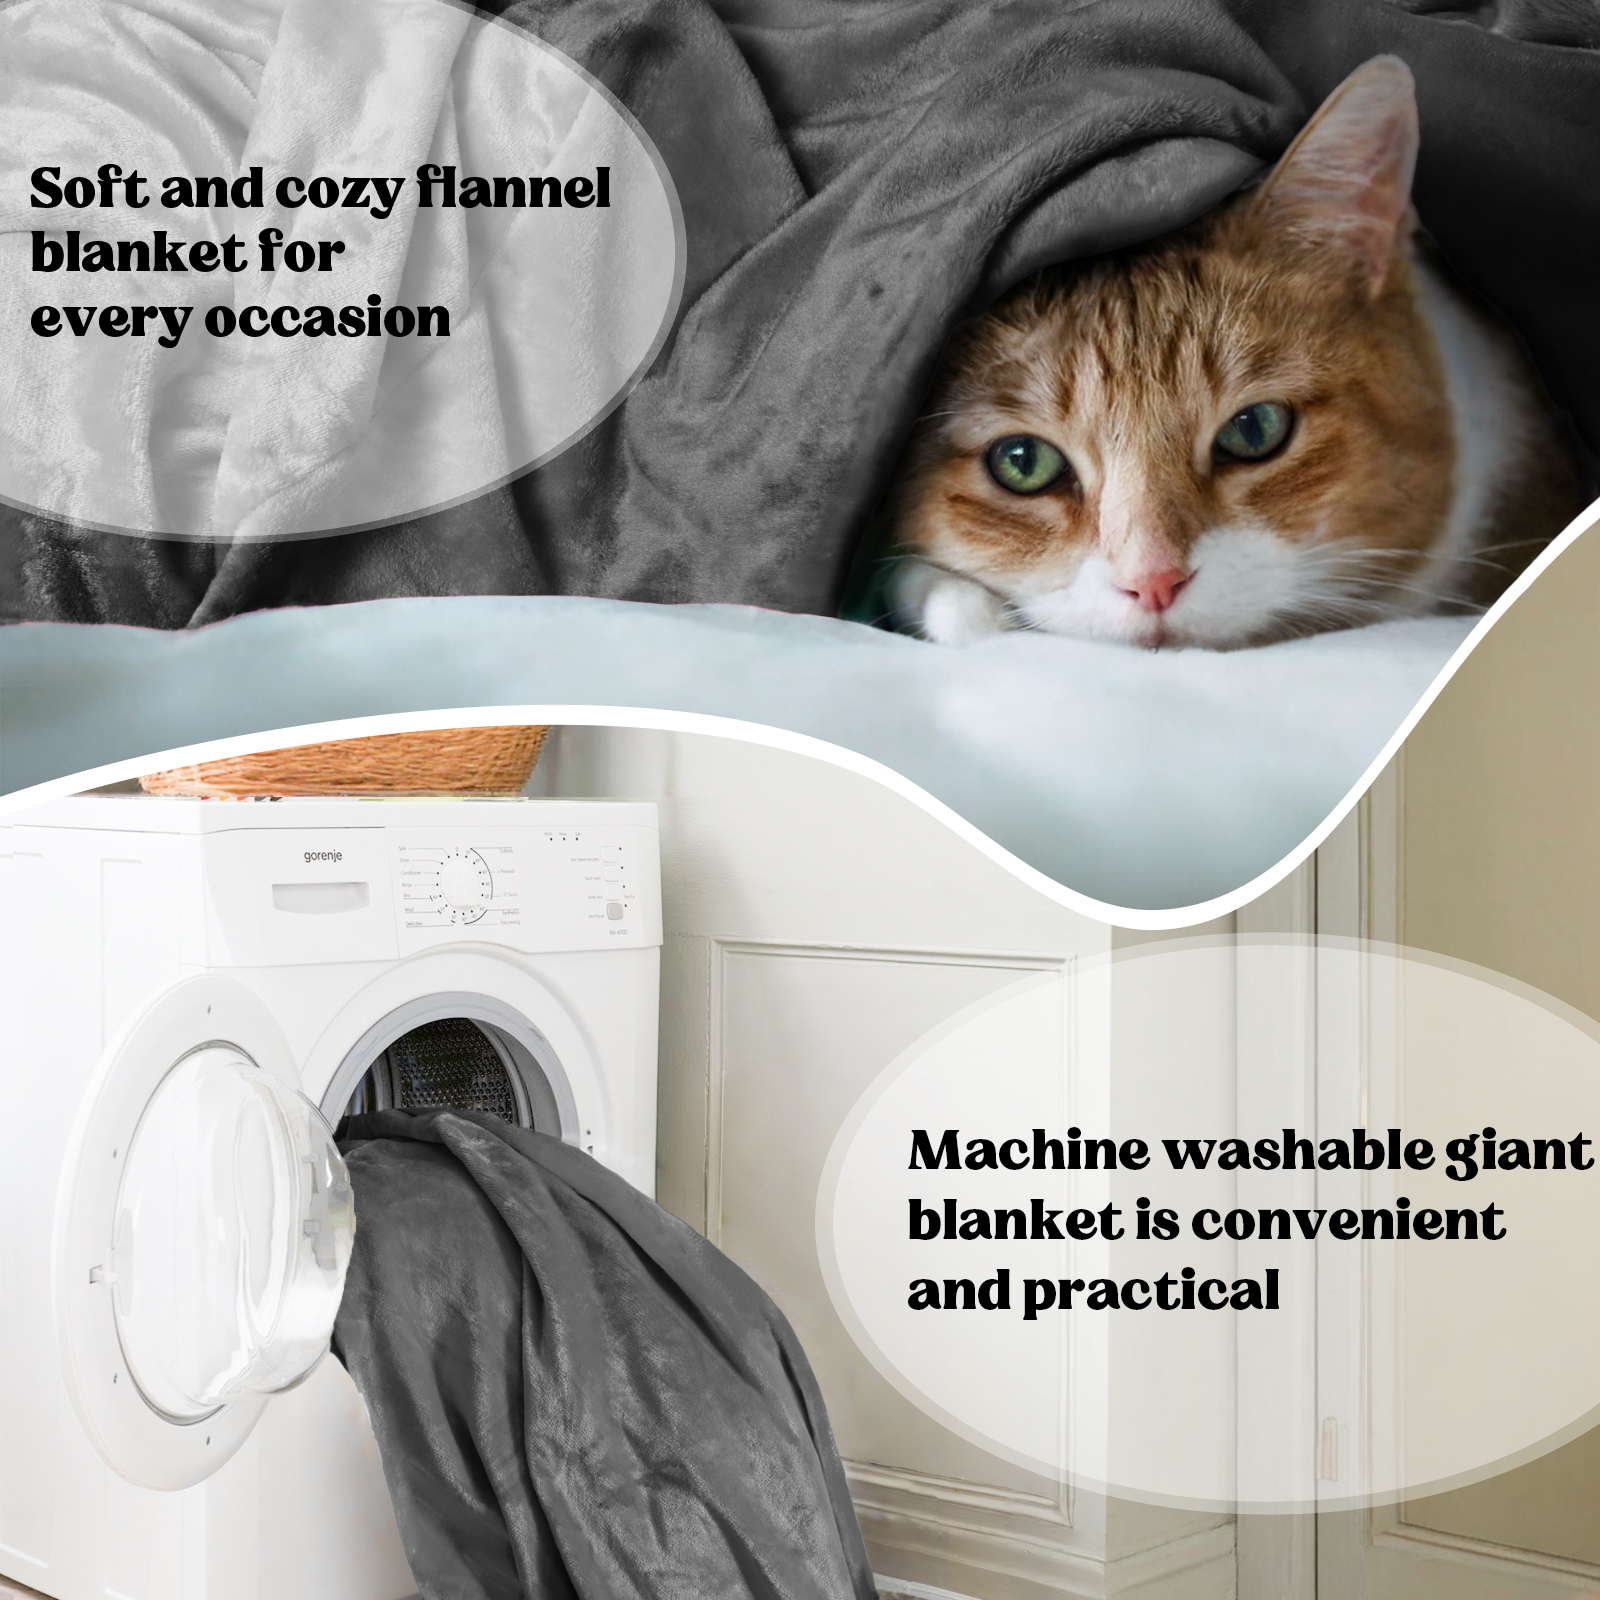 Soft and cozy flannel
blanket for
every occasion
gorenje
Machine washable giant
blanket is convenient
and practical